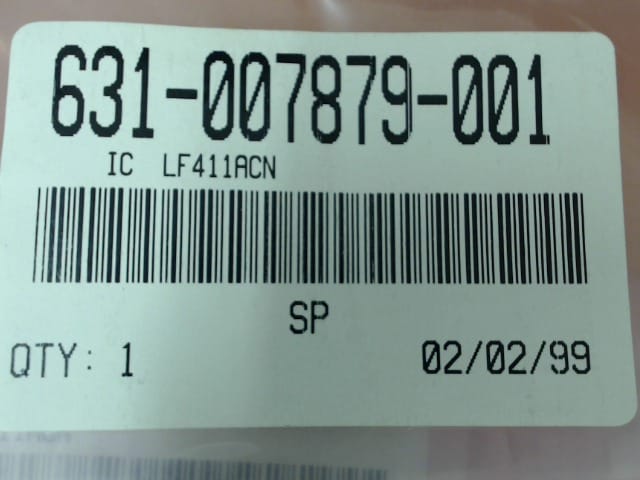 631-007879-001
IC LF411ACN
SP
QTY: 1
02/02/99